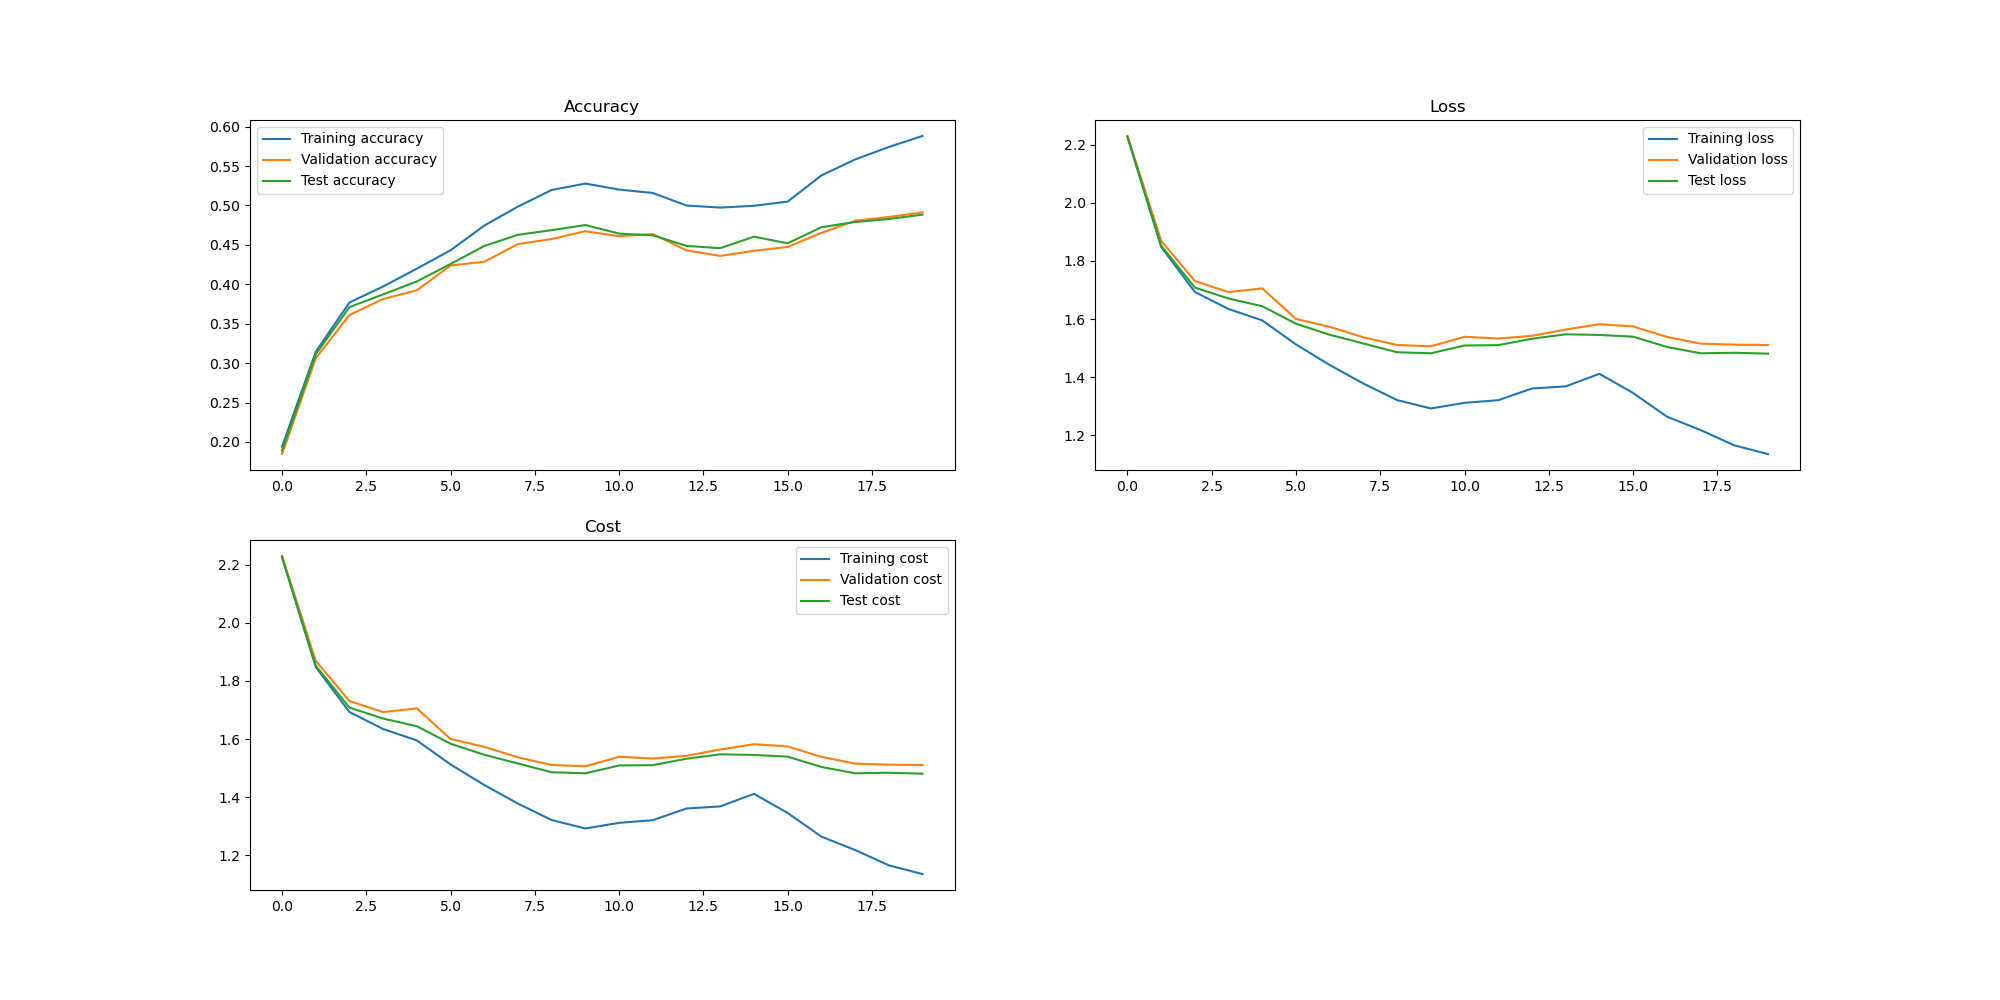 Accuracy
0.60
0.55
0.50
0.45
0.40
0.35
0.30
0.25
0.20
Training accuracy
Validation accuracy
Test accuracy
0.0 2.5 5.0 7.5 10.0 12.5 15.0 17.5
Loss
2.2
2.0
1.8
1.6
1.4
1.2
Training loss
Validation loss
Test loss
0.0 2.5 5.0 7.5 10.0 12.5 15.0 17.5
Cost
2.2
2.0
1.8
1.6
1.4
1.2
Training cost
Validation cost
Test cost
0.0 2.5 5.0 7.5 10.0 12.5 15.0 17.5